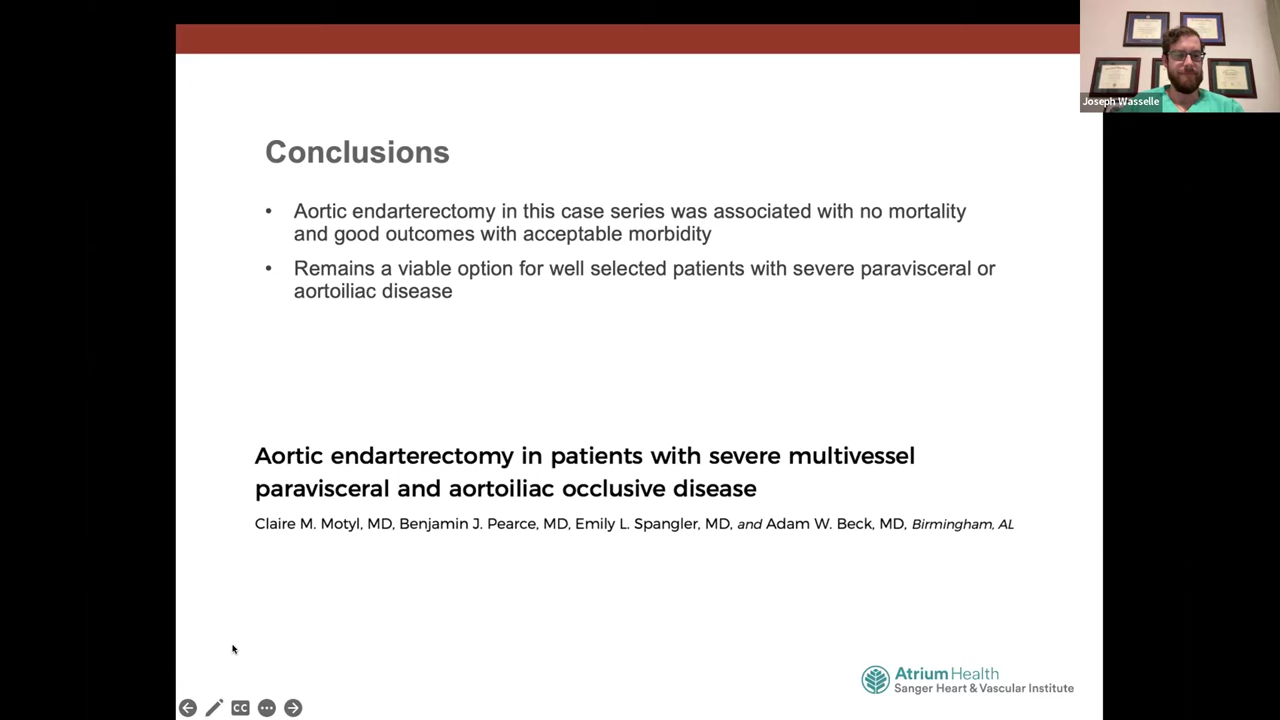 Joseph Wasselle
Conclusions
• Aortic endarterectomy in this case series was associated with no mortality
and good outcomes with acceptable morbidity
• Remains a viable option for well selected patients with severe paravisceral or
aortoiliac disease
Aortic endarterectomy in patients with severe multivessel
paravisceral and aortoiliac occlusive disease
Claire M. Motyl, MD, Benjamin J. Pearce, MD, Emily L. Spangler, MD, and Adam W. Beck, MD, Birmingham, AL
Atrium Health
Sanger Heart & Vascular Institute
CC